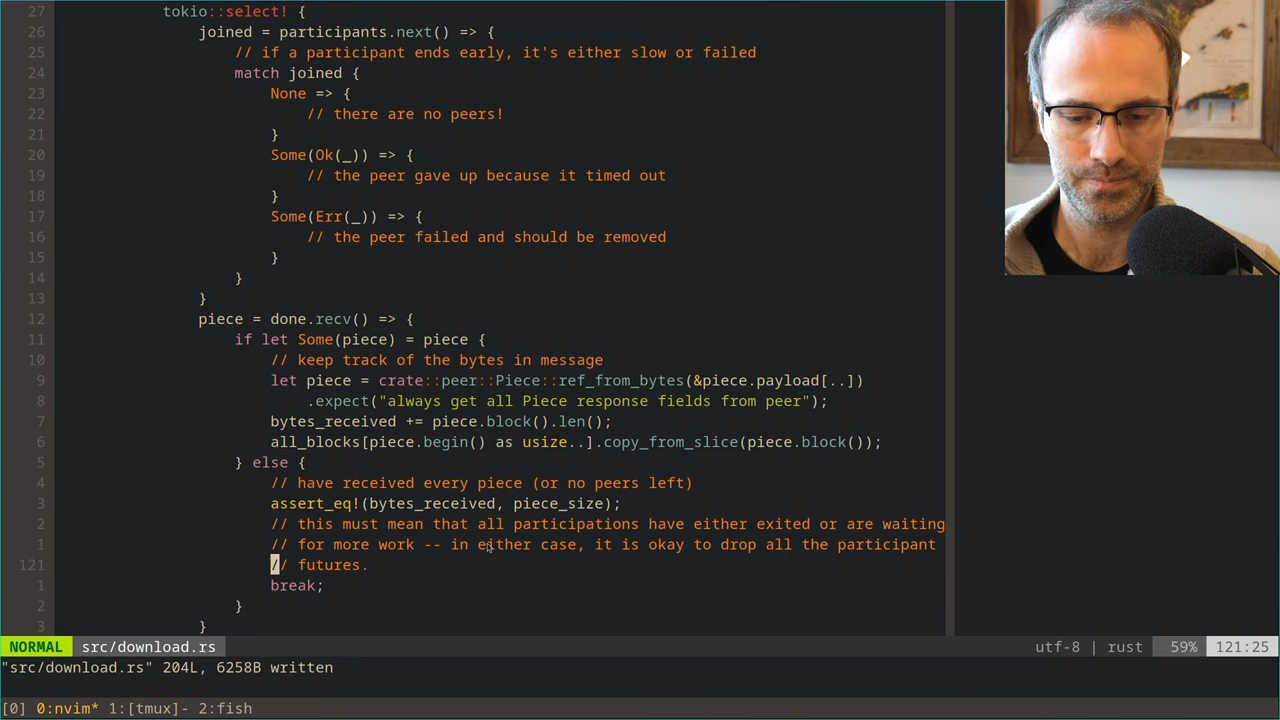 27 tokio::select! {
26 joined = participants.next() => {
25 // if a participant ends early, it's either slow or failed
24 match joined {
23 None => {
22 // there are no peers!
21 }
20 Some(Ok(_)) => {
19 // the peer gave up because it timed out
18 }
17 Some(Err(_)) => {
16 // the peer failed and should be removed
15 }
14 }
13 }
12 piece = done.recv() => {
11 if let Some(piece) = piece {
10 // keep track of the bytes in message
9 let piece = crate::peer::Piece::ref_from_bytes(&piece.payload[..])
8 .expect("always get all Piece response fields from peer");
7 bytes_received += piece.block().len();
6 all_blocks[piece.begin() as usize..].copy_from_slice(piece.block());
5 } else {
4 // have received every piece (or no peers left)
3 assert_eq!(bytes_received, piece_size);
2 // this must mean that all participations have either exited or are waiting
1 // for more work -- in either case, it is okay to drop all the participant
121 // futures.
1 break;
2 }
3 }
NORMAL src/download.rs utf-8 | rust 59% 121:25
"src/download.rs" 204L, 6258B written
[0] 0:nvim* 1:[tmux]- 2:fish